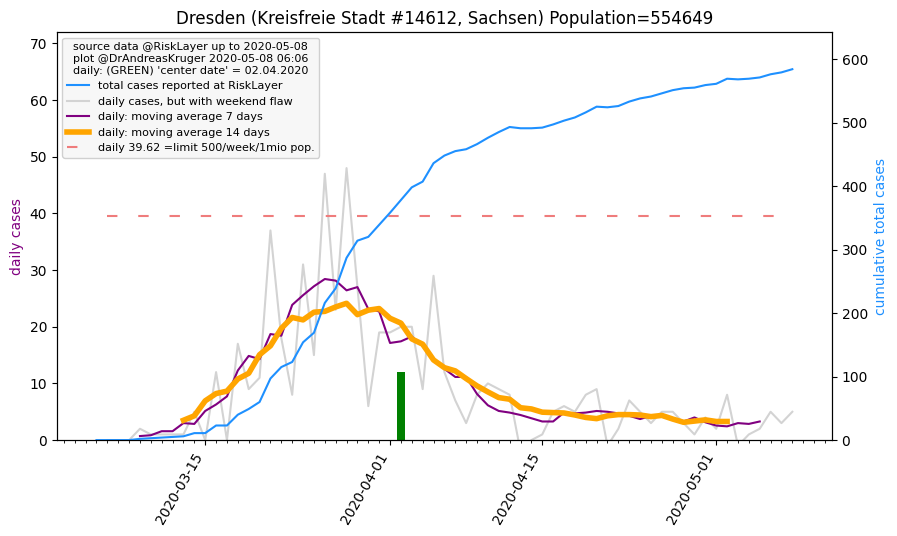 Dresden (Kreisfreie Stadt #14612, Sachsen) Population=554649
source data @RiskLayer up to 2020-05-08
plot @DrAndreasKruger 2020-05-08 06:06
daily: (GREEN) 'center date' = 02.04.2020
total cases reported at RiskLayer
daily cases, but with weekend flaw
daily: moving average 7 days
daily: moving average 14 days
daily 39.62 =limit 500/week/1mio pop.
daily cases
70
60
50
40
30
20
10
0
cumulative total cases
600
500
400
300
200
100
0
2020-03-15
2020-04-01
2020-04-15
2020-05-01